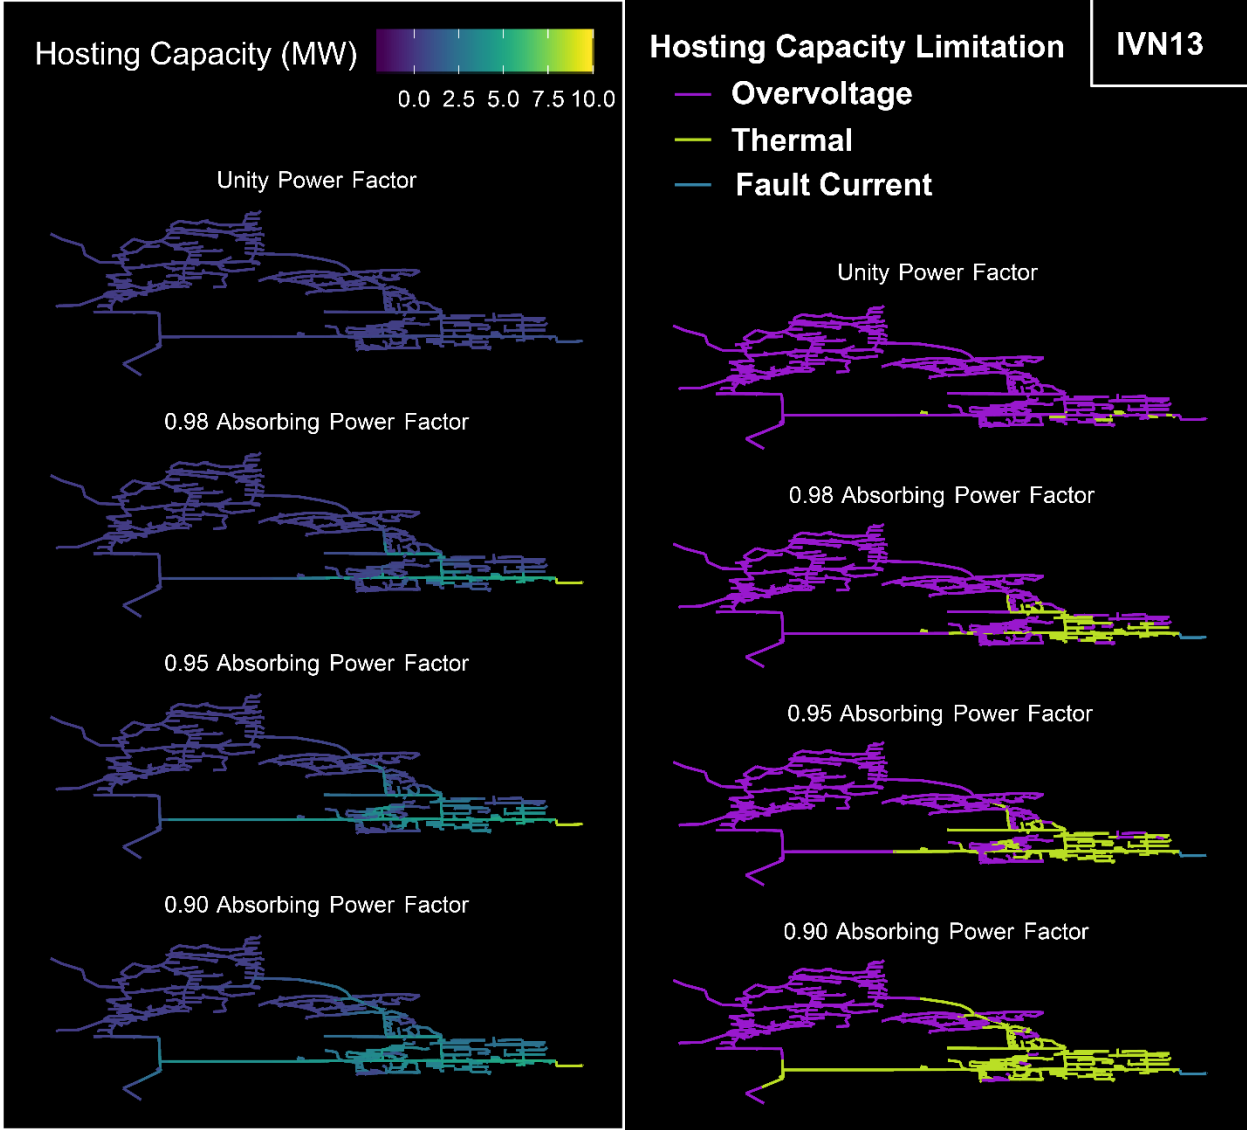 Hosting Capacity (MW)
0.0 2.5 5.0 7.5 10.0
Unity Power Factor
0.98 Absorbing Power Factor
0.95 Absorbing Power Factor
0.90 Absorbing Power Factor
Hosting Capacity Limitation
IVN13
Overvoltage
Thermal
Fault Current
Unity Power Factor
0.98 Absorbing Power Factor
0.95 Absorbing Power Factor
0.90 Absorbing Power Factor